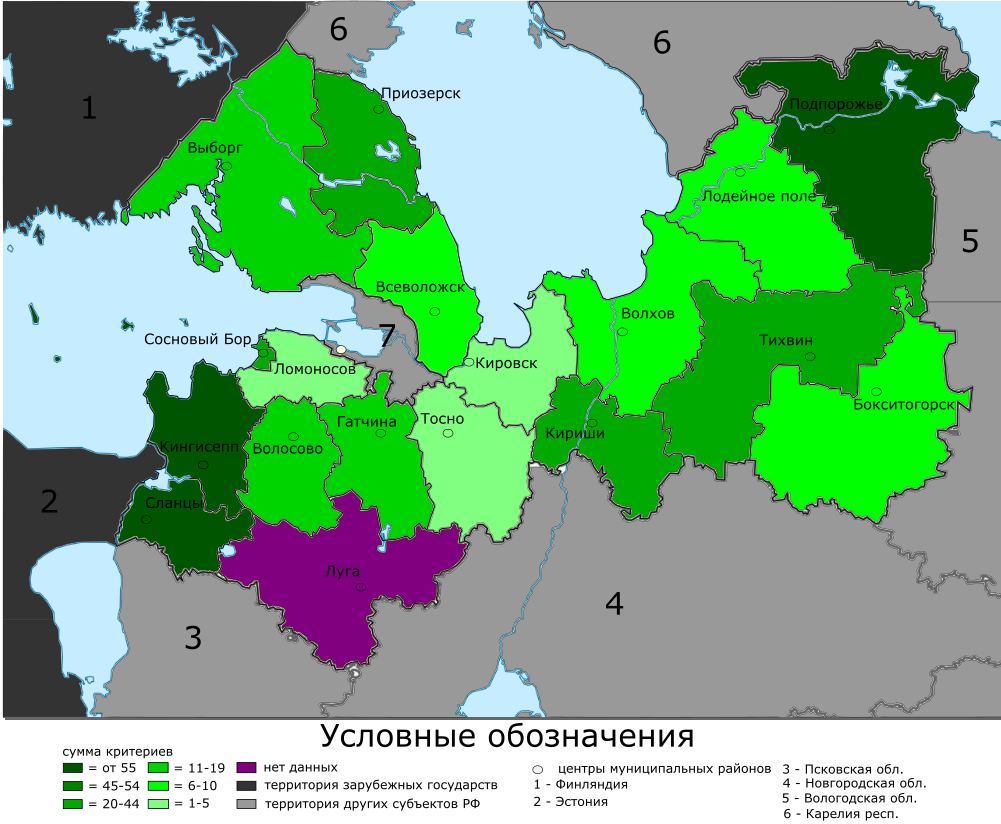 6
6
1
Приозерск
Подпорожье
Выборг
Лодейное поле
5
Всеволожск
Волхов
7
Сосновый Бор
Тихвин
Кировск
Ломоносов
Бокситогорск
Гатчина
Тосно
Кириши
Кингисепп
Волосово
2
Сланцы
Луга
4
3
Условные обозначения
сумма критериев
= от 55
= 45-54
= 20-44
= 11-19
= 6-10
= 1-5
нет данных
территория зарубежных государств
территория других субъектов РФ
центры муниципальных районов
1 - Финляндия
2 - Эстония
3 - Псковская обл.
4 - Новгородская обл.
5 - Вологодская обл.
6 - Карелия респ.